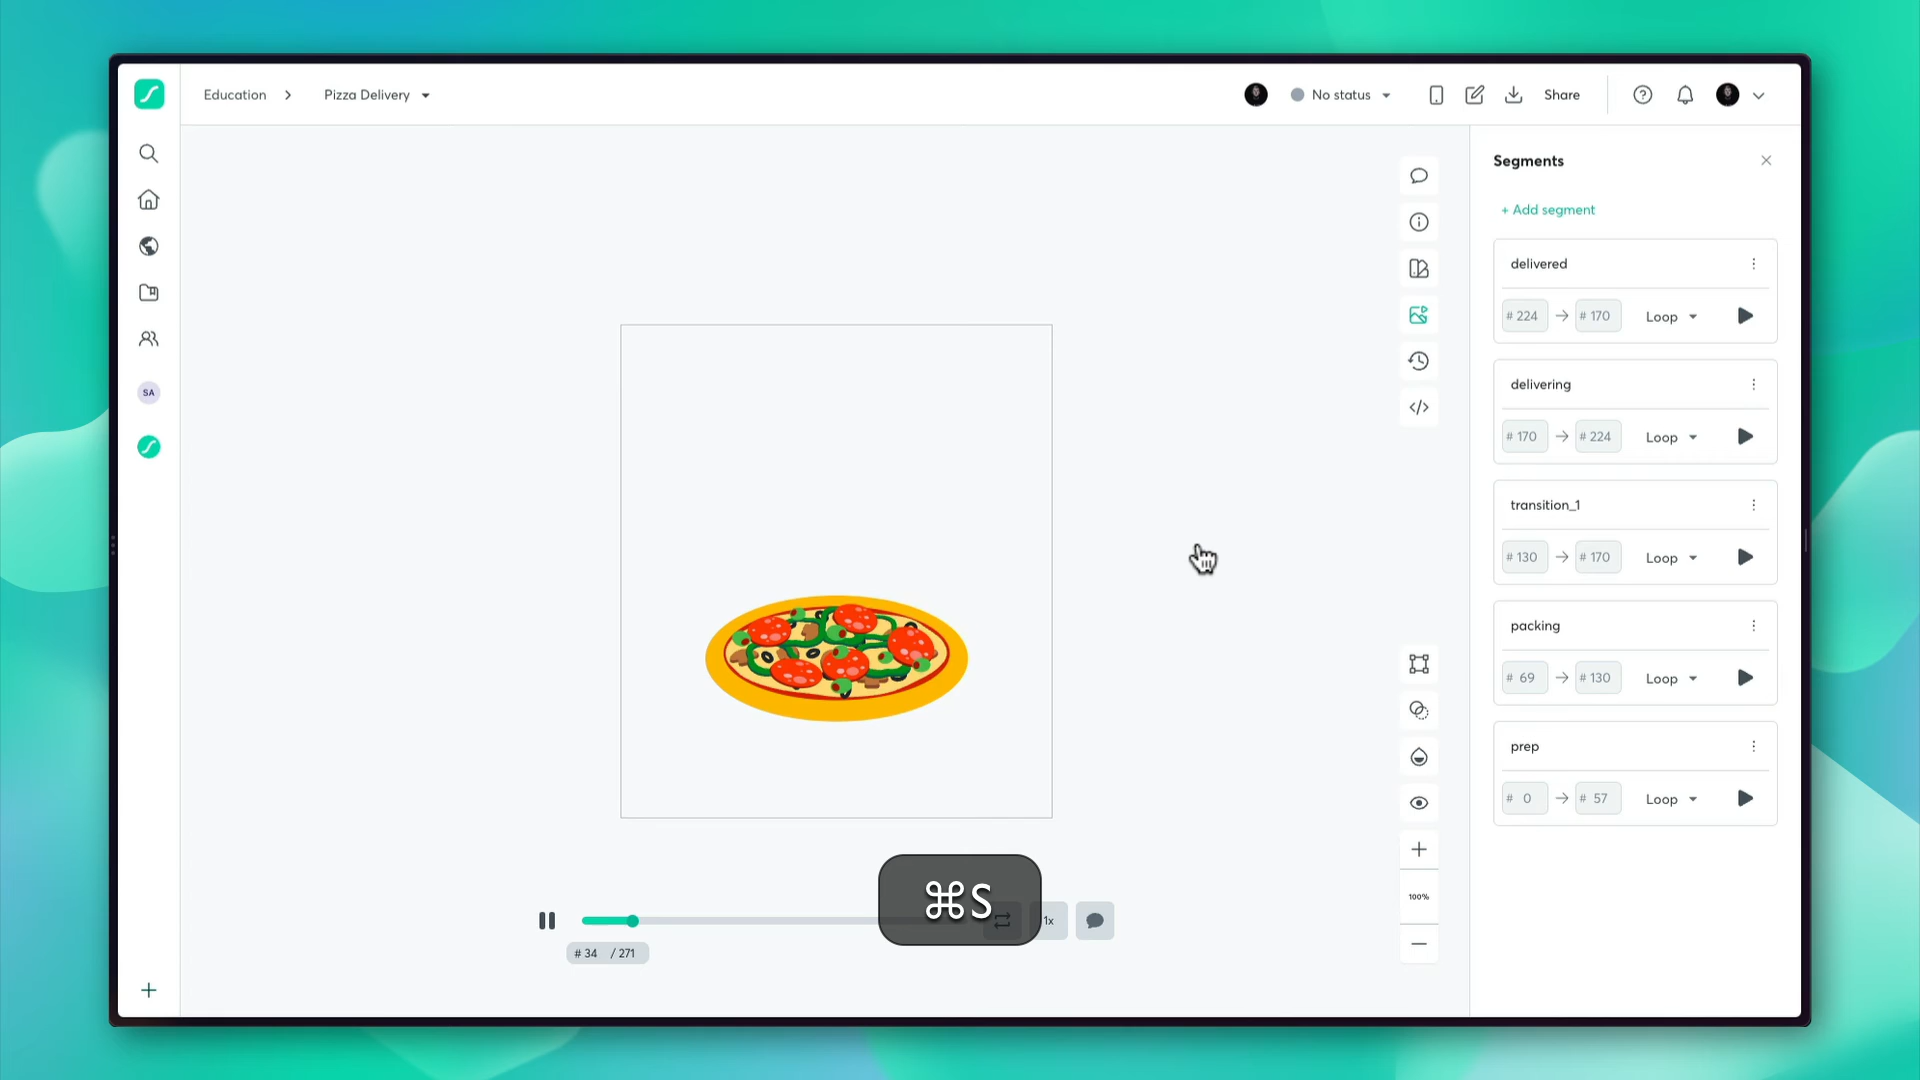 Education > Pizza Delivery
No status
Share
SA
Segments
+ Add segment
delivered
# 224 → # 170 Loop
delivering
# 170 → # 224 Loop
transition_1
# 130 → # 170 Loop
packing
# 69 → # 130 Loop
prep
# 0 → # 57 Loop
100%
⌘S
1x
# 34 / 271